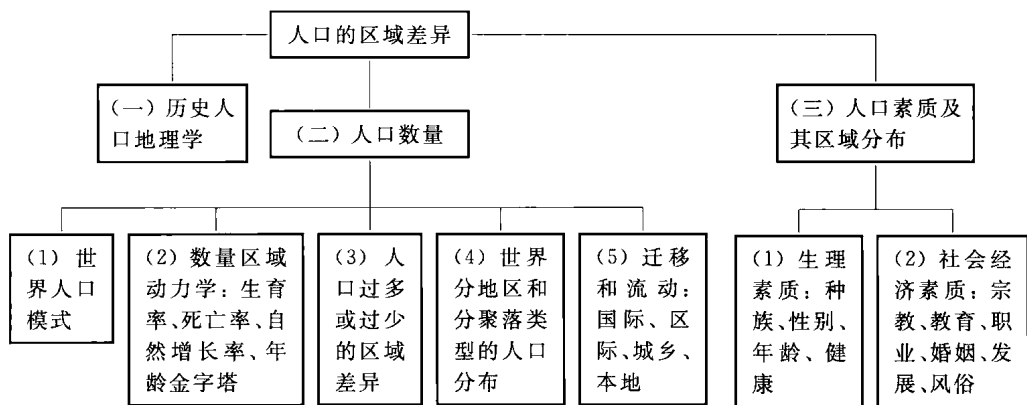 人口的区域差异
（一）历史人
口地理学
（二）人口数量
（三）人口素质及
其区域分布
（1）世
界人口
模式
（2）数量区域
动力学：生育
率、死亡率、自
然增长率、年
龄金字塔
（3）人
口过多
或过少
的区域
差异
（4）世界
分地区和
分聚落类
型的人口
分布
（5）迁移
和流动：
国际、区
际、城乡、
本地
（1）生理
素质：种
族、性别、
年龄、健
康
（2）社会经
济素质：宗
教、教育、职
业、婚姻、发
展、风俗